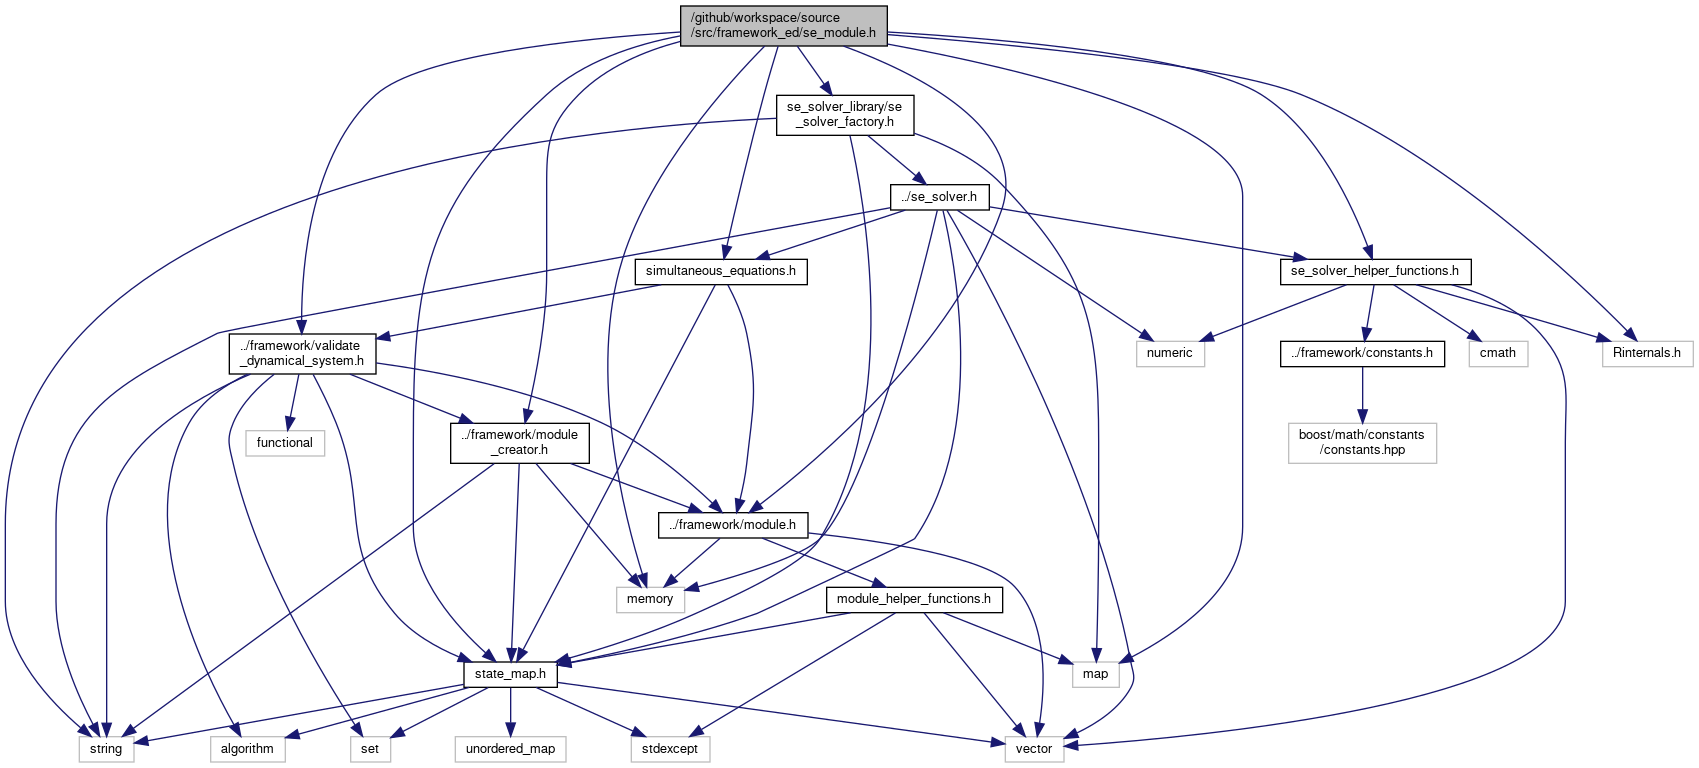 /github/workspace/source
/src/framework_ed/se_module.h
se_solver_library/se
_solver_factory.h
../se_solver.h
simultaneous_equations.h
se_solver_helper_functions.h
../framework/validate
_dynamical_system.h
numeric
../framework/constants.h
cmath
Rinternals.h
functional
../framework/module
_creator.h
boost/math/constants
/constants.hpp
../framework/module.h
memory
module_helper_functions.h
state_map.h
map
string
algorithm
set
unordered_map
stdexcept
vector